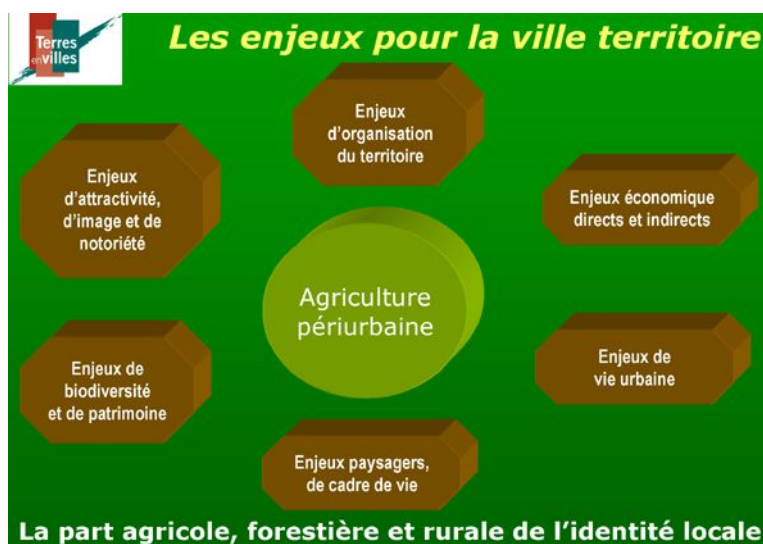 Terres
en villes
Les enjeux pour la ville territoire
Enjeux
d'organisation
du territoire
Enjeux
d'attractivité,
d'image et de
notoriété
Enjeux économique
directs et indirects
Agriculture
périurbaine
Enjeux de
biodiversité
et de patrimoine
Enjeux de
vie urbaine
Enjeux paysagers,
de cadre de vie
La part agricole, forestière et rurale de l'identité locale